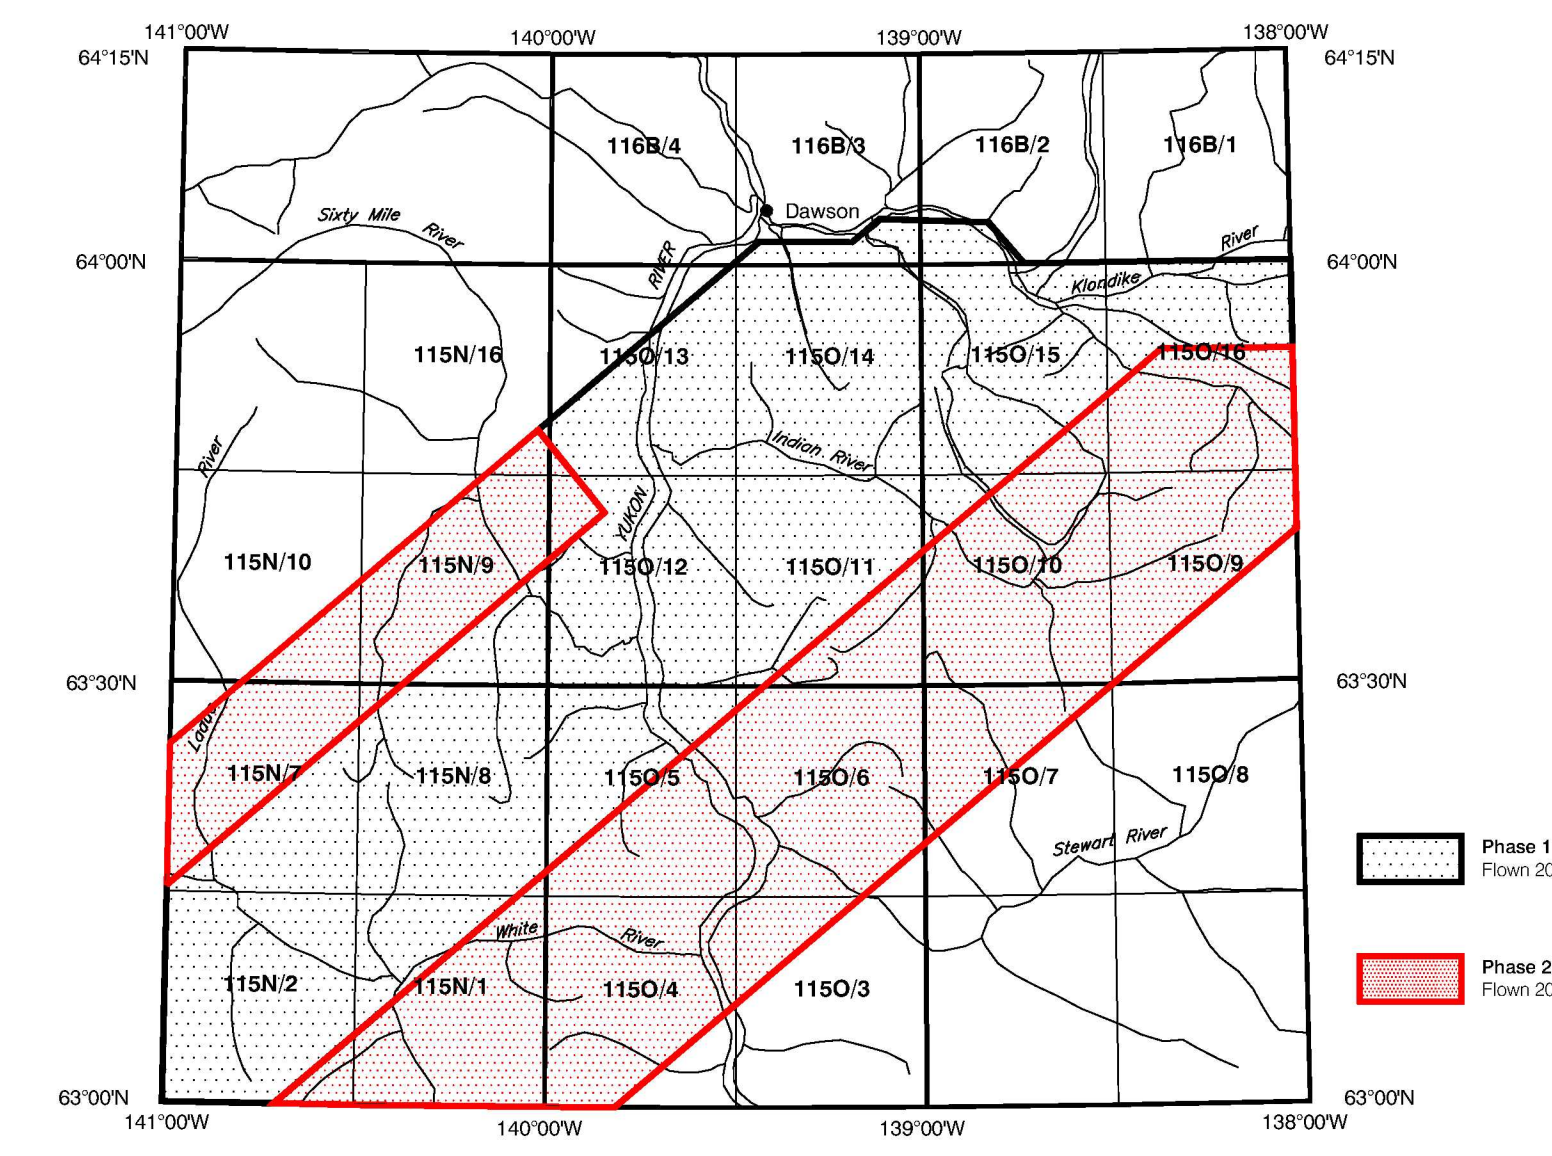 141°00'W
140°00'W
139°00'W
138°00'W
64°15'N
64°15'N
116B/4
116B/3
116B/2
116B/1
Dawson
Sixty Mile
River
River
RIVER
64°00'N
64°00'N
Klondike
115N/16
115O/13
115O/14
115O/15
115O/16
River
Indian River
YUKON
115N/10
115N/9
115O/12
115O/11
115O/10
115O/9
63°30'N
63°30'N
Ladue
115N/7
115N/8
115O/5
115O/6
115O/7
115O/8
Stewart River
Phase 1
Flown 20
White
River
115N/2
115N/1
115O/4
115O/3
Phase 2
Flown 20
63°00'N
63°00'N
141°00'W
140°00'W
139°00'W
138°00'W